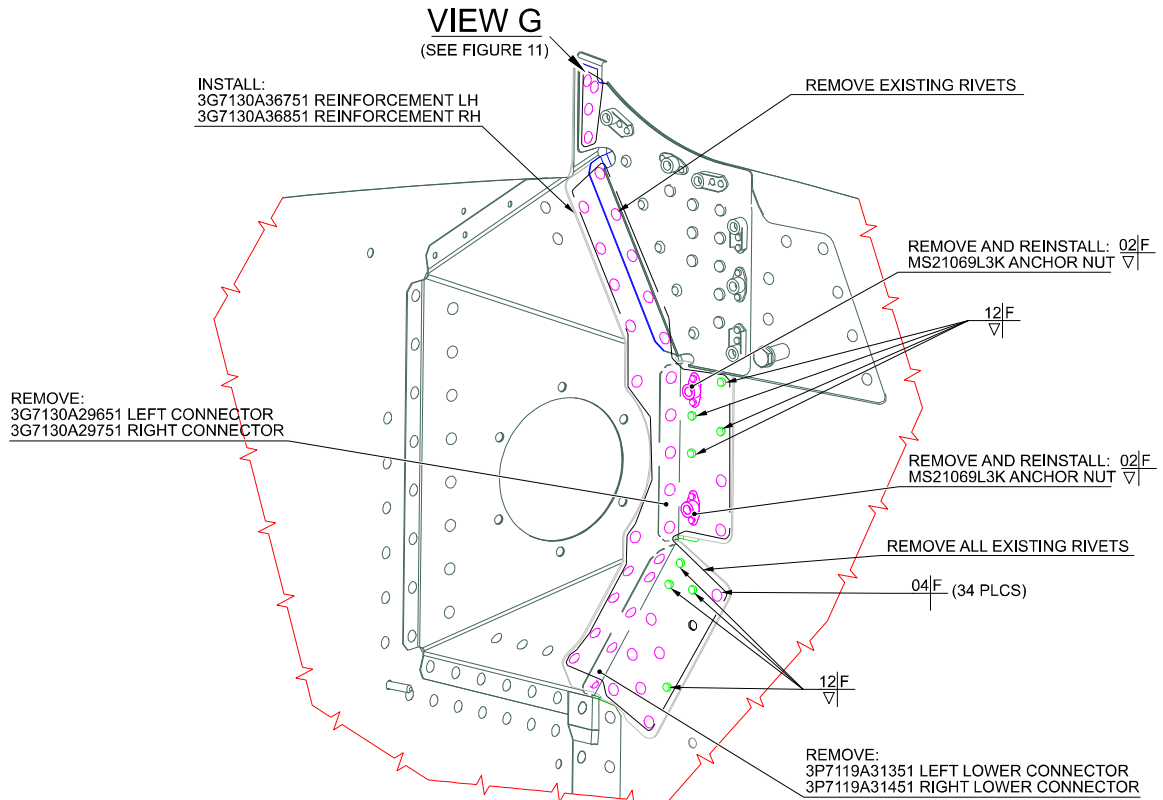 VIEW G
(SEE FIGURE 11)
INSTALL:
3G7130A36751 REINFORCEMENT LH
3G7130A36851 REINFORCEMENT RH
REMOVE EXISTING RIVETS
REMOVE AND REINSTALL: 02 F
MS21069L3K ANCHOR NUT
12 F
REMOVE:
3G7130A29651 LEFT CONNECTOR
3G7130A29751 RIGHT CONNECTOR
REMOVE AND REINSTALL: 02 F
MS21069L3K ANCHOR NUT
REMOVE ALL EXISTING RIVETS
04 F (34 PLCS)
12 F
REMOVE:
3P7119A31351 LEFT LOWER CONNECTOR
3P7119A31451 RIGHT LOWER CONNECTOR